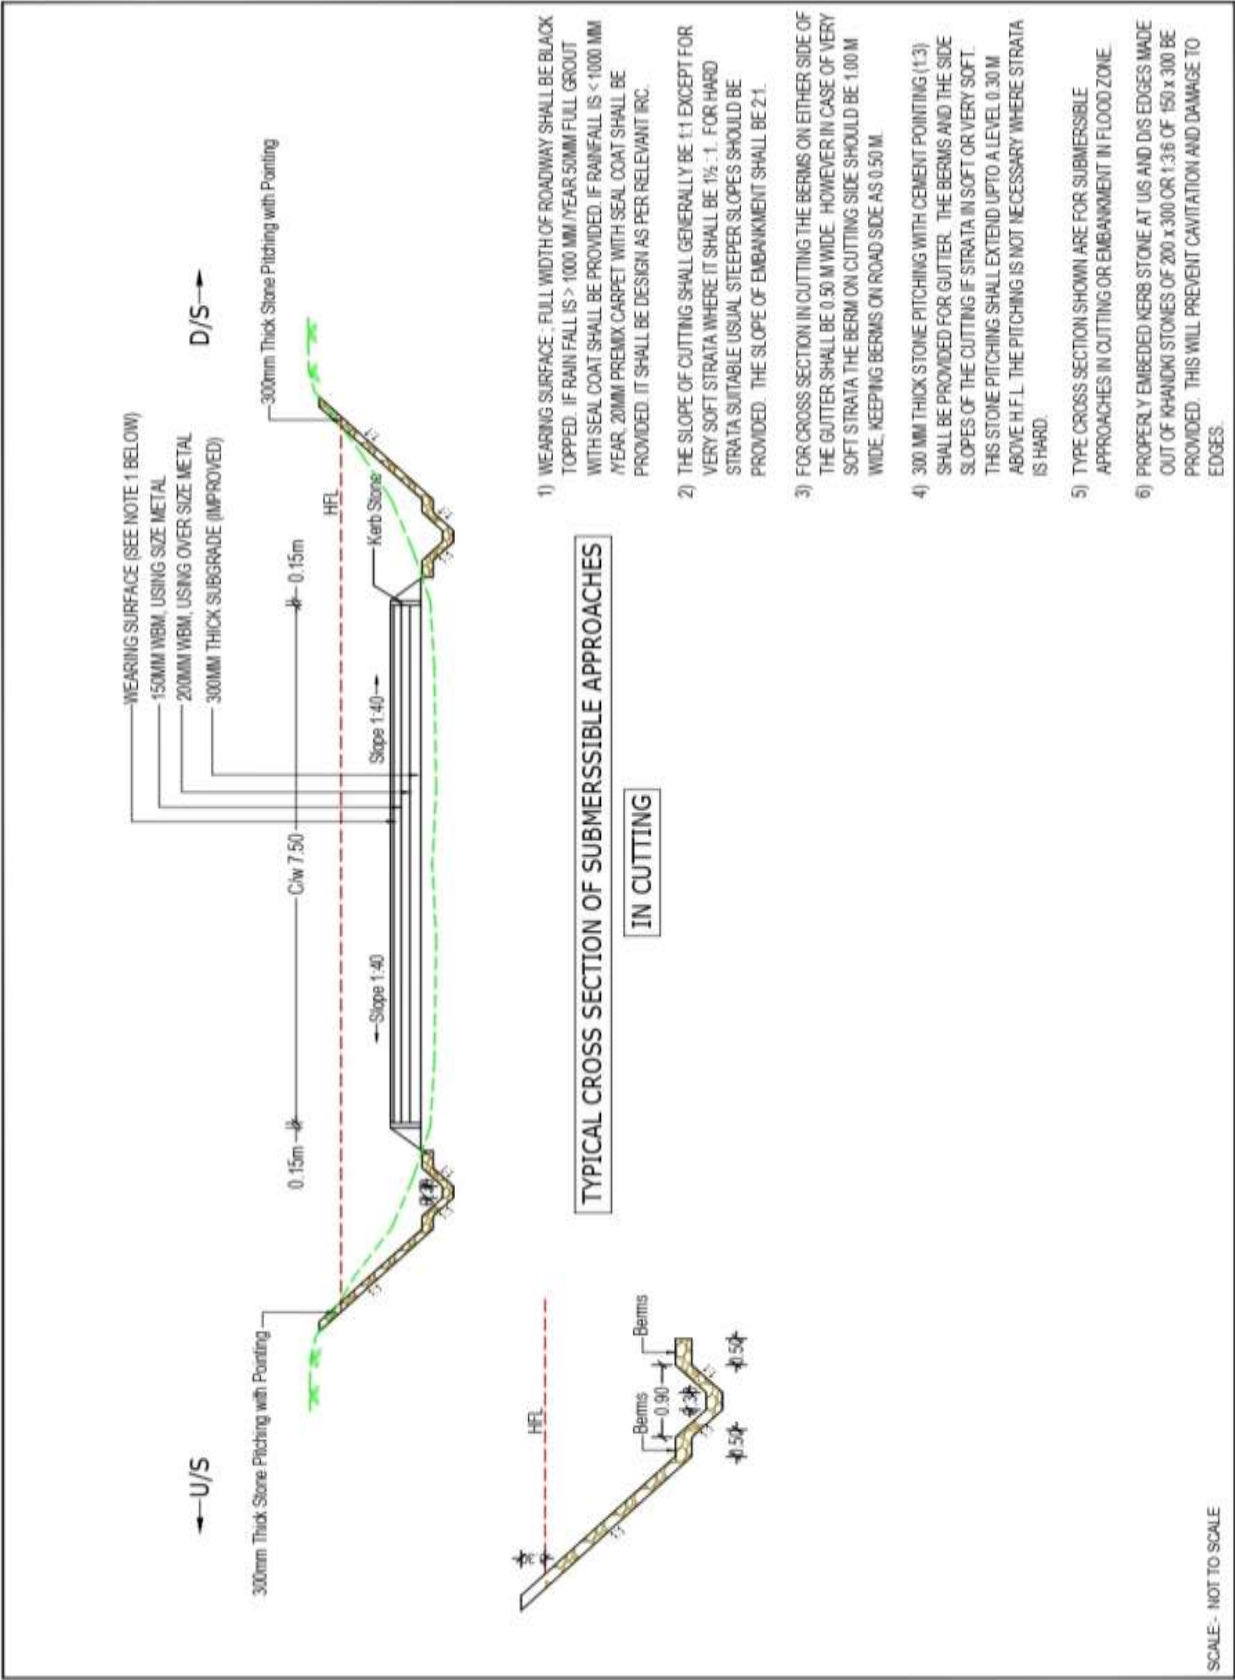 ←U/S
D/S→
WEARING SURFACE (SEE NOTE 1 BELOW)
150MM WBM, USING SIZE METAL
200MM WBM, USING OVER SIZE METAL
300MM THICK SUBGRADE (IMPROVED)
300mm Thick Stone Pitching with Pointing
300mm Thick Stone Pitching with Pointing
0.15m
C/w 7.50
0.15m
HFL
←Slope 1:40
Slope 1:40→
Kerb Stone
HFL
Berms
Berms
0.90
0.50
0.50
TYPICAL CROSS SECTION OF SUBMERSSIBLE APPROACHES
IN CUTTING
1) WEARING SURFACE ; FULL WIDTH OF ROADWAY SHALL BE BLACK
TOPPED. IF RAIN FALL IS > 1000 MM /YEAR 50MM FULL GROUT
WITH SEAL COAT SHALL BE PROVIDED. IF RAINFALL IS < 1000 MM
/YEAR, 20MM PREMIX CARPET WITH SEAL COAT SHALL BE
PROVIDED. IT SHALL BE DESIGN AS PER RELEVANT IRC.
2) THE SLOPE OF CUTTING SHALL GENERALLY BE 1:1 EXCEPT FOR
VERY SOFT STRATA WHERE IT SHALL BE 1½ : 1. FOR HARD
STRATA SUITABLE USUAL STEEPER SLOPES SHOULD BE
PROVIDED. THE SLOPE OF EMBANKMENT SHALL BE 2:1.
3) FOR CROSS SECTION IN CUTTING THE BERMS ON EITHER SIDE OF
THE GUTTER SHALL BE 0.50 M WIDE. HOWEVER IN CASE OF VERY
SOFT STRATA THE BERM ON CUTTING SIDE SHOULD BE 1.00 M
WIDE, KEEPING BERMS ON ROAD SIDE AS 0.50 M.
4) 300 MM THICK STONE PITCHING WITH CEMENT POINTING (1:3)
SHALL BE PROVIDED FOR GUTTER. THE BERMS AND THE SIDE
SLOPES OF THE CUTTING IF STRATA IN SOFT OR VERY SOFT.
THIS STONE PITCHING SHALL EXTEND UPTO A LEVEL 0.30 M
ABOVE H.F.L. THE PITCHING IS NOT NECESSARY WHERE STRATA
IS HARD.
5) TYPE CROSS SECTION SHOWN ARE FOR SUBMERSIBLE
APPROACHES IN CUTTING OR EMBANKMENT IN FLOOD ZONE.
6) PROPERLY EMBEDED KERB STONE AT U/S AND D/S EDGES MADE
OUT OF KHANDKI STONES OF 200 x 300 OR 1:3:6 OF 150 x 300 BE
PROVIDED. THIS WILL PREVENT CAVITATION AND DAMAGE TO
EDGES.
SCALE:- NOT TO SCALE